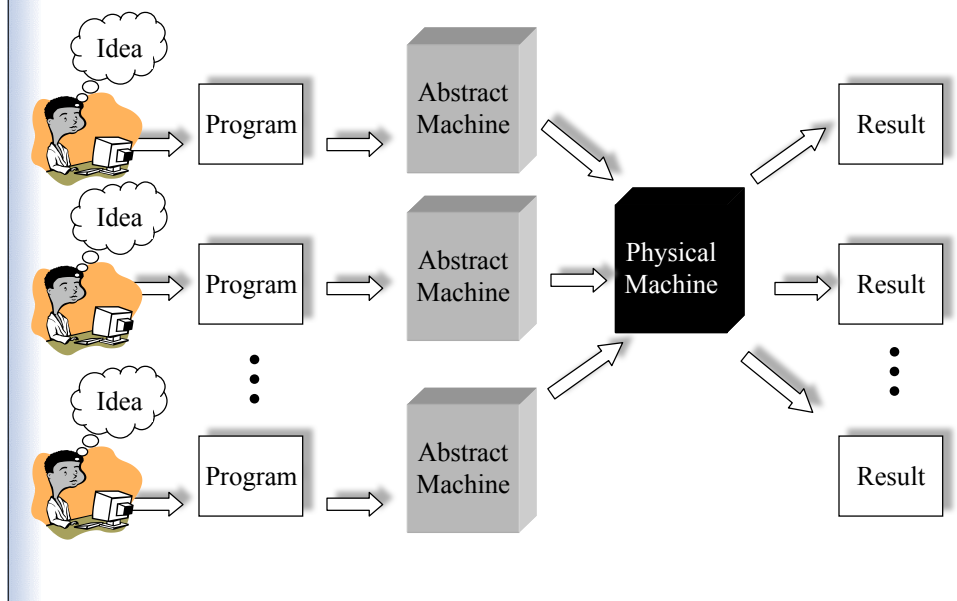 Idea
Program
Abstract
Machine
Result
Idea
Program
Abstract
Machine
Physical
Machine
Result
Idea
Program
Abstract
Machine
Result